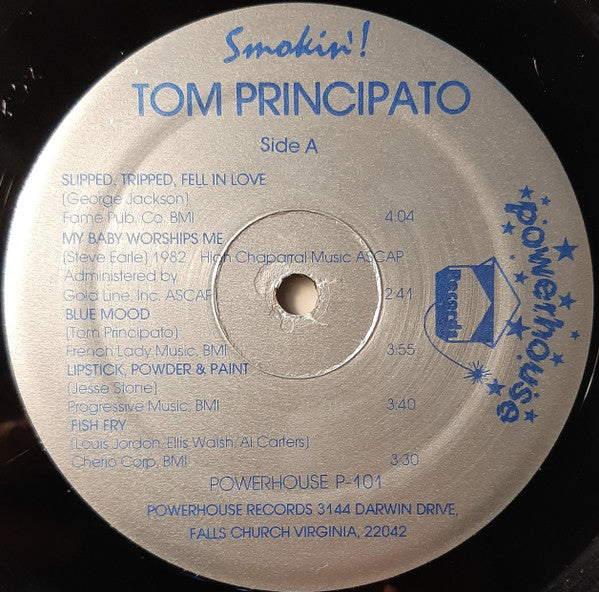 Smokin'!
TOM PRINCIPATO
Side A
SLIPPED, TRIPPED, FELL IN LOVE
(George Jackson)
Fame Pub. Co. BMI 4:04
MY BABY WORSHIPS ME
(Steve Earle) 1982 High Chaparral Music ASCAP
Administered by
Gold Line, Inc. ASCAP 2:41
BLUE MOOD
(Tom Principato)
French Lady Music, BMI 3:55
LIPSTICK, POWDER & PAINT
(Jesse Stone)
Progressive Music, BMI 3:40
FISH FRY
(Louis Jordon, Ellis Walsh, Al Carters)
Cherio Corp, BMI 3:30
POWERHOUSE P-101
POWERHOUSE RECORDS 3144 DARWIN DRIVE,
FALLS CHURCH VIRGINIA, 22042
powerhouse
Records